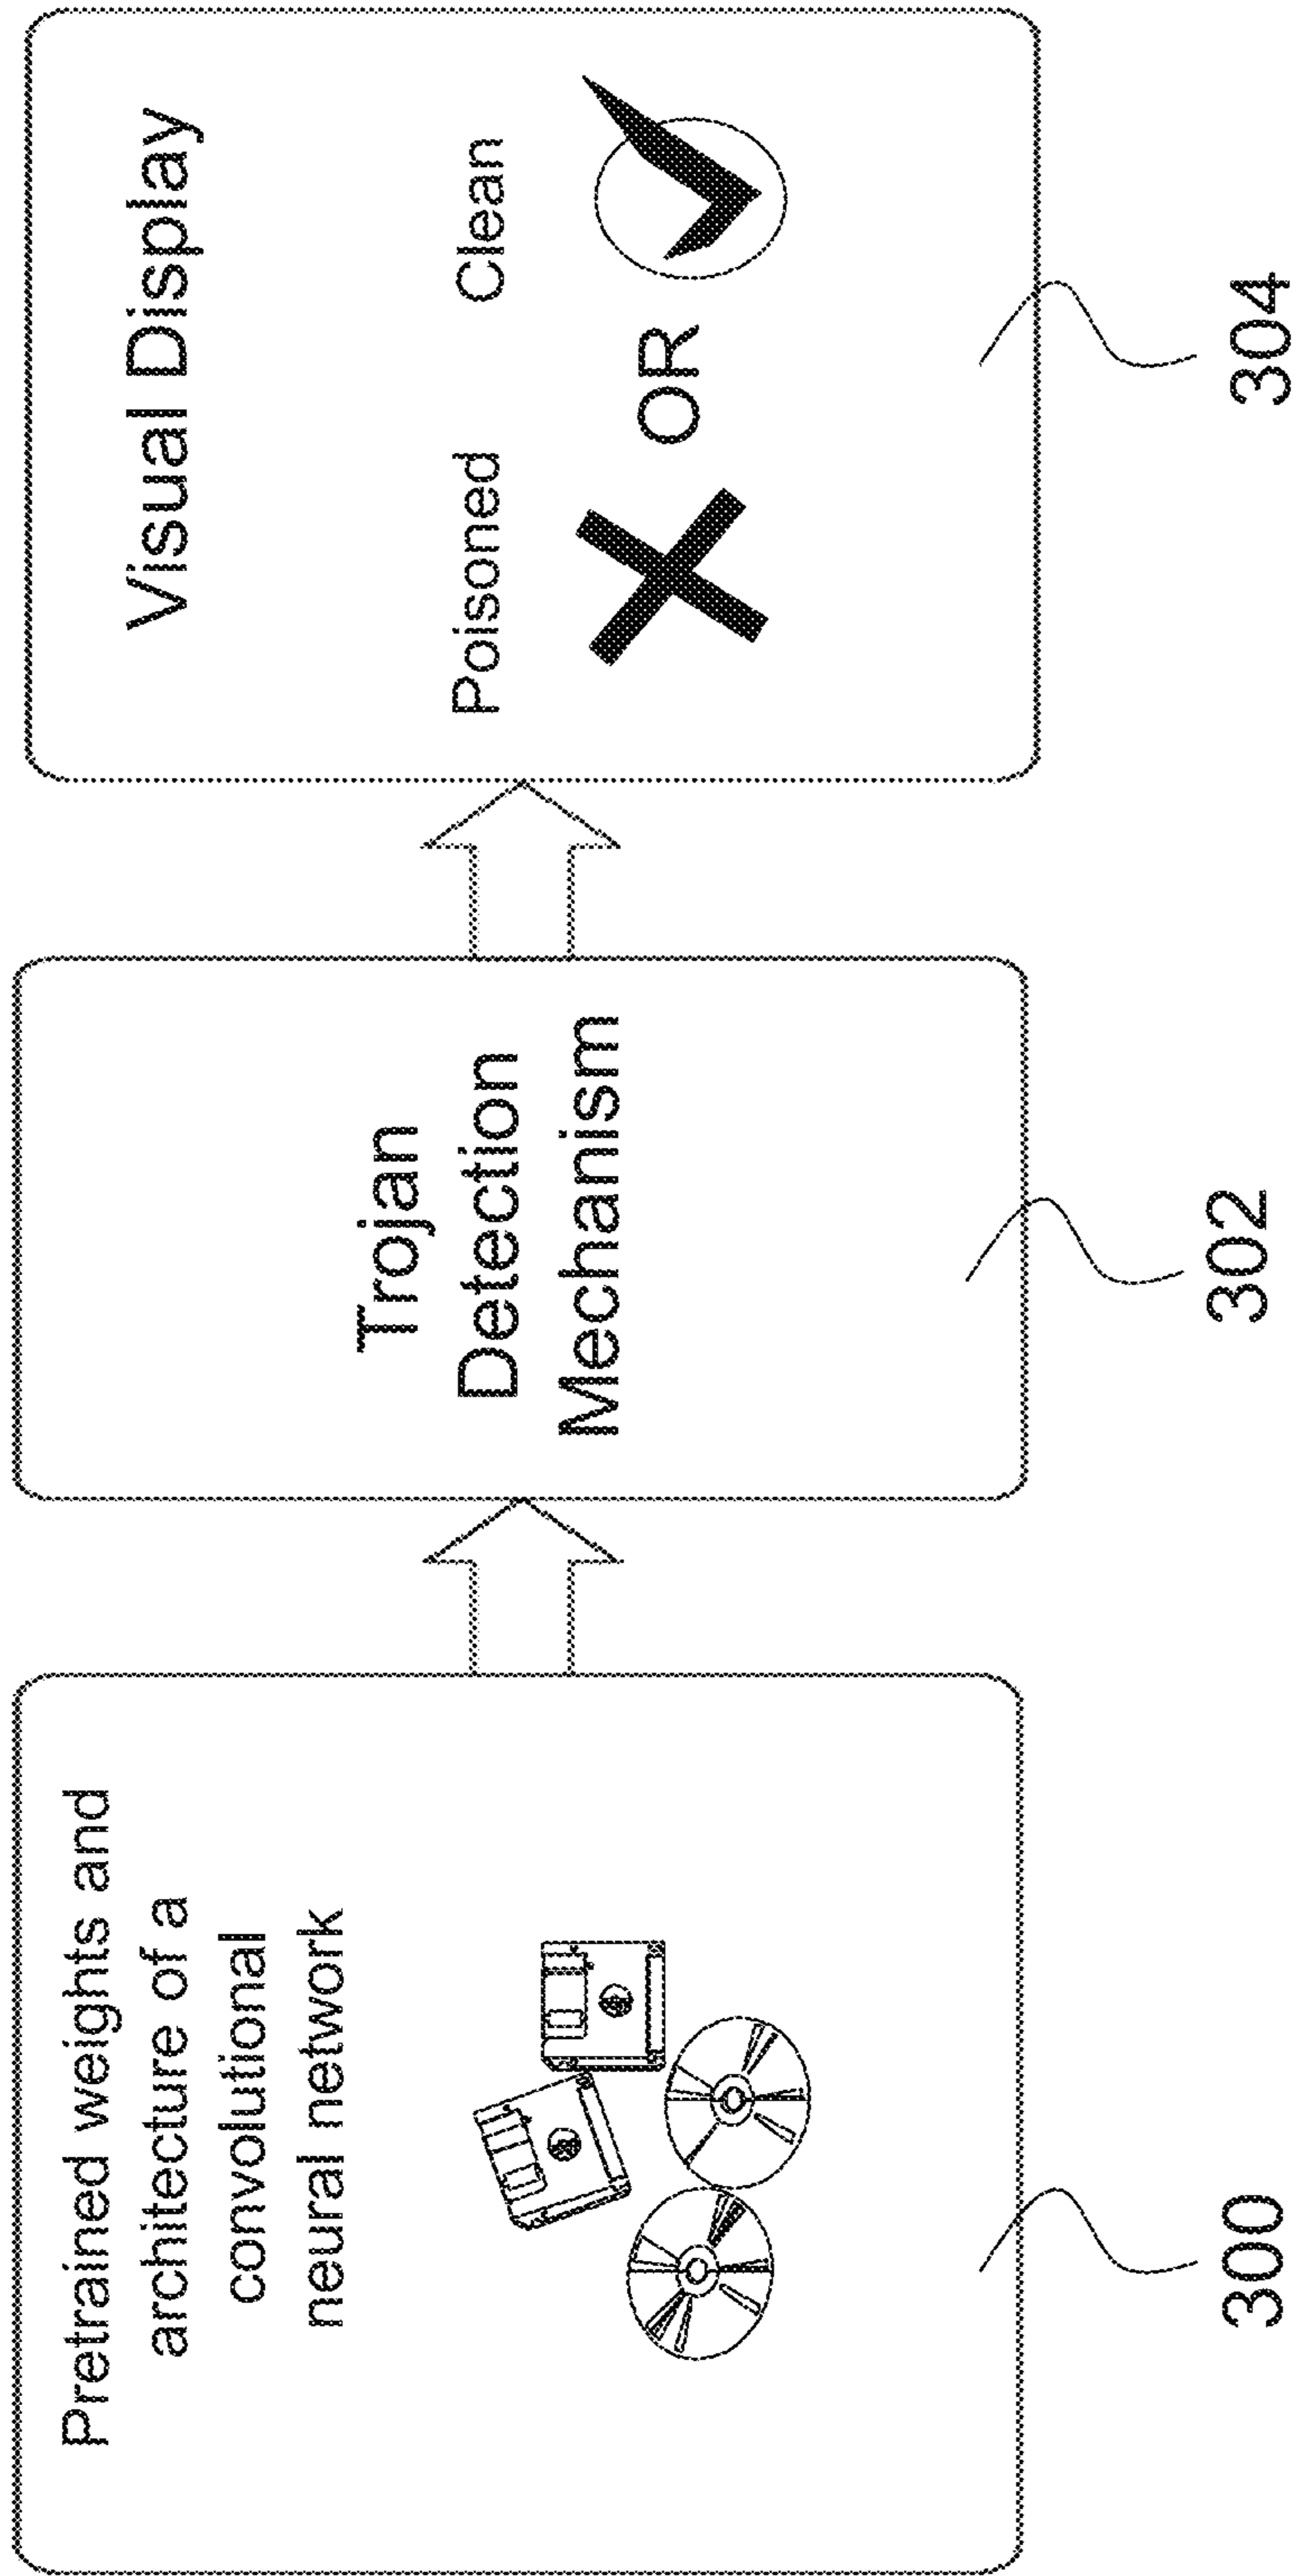 Pretrained weights and
architecture of a
convolutional
neural network
300
Trojan
Detection
Mechanism
302
Visual Display
Poisoned Clean
OR
304